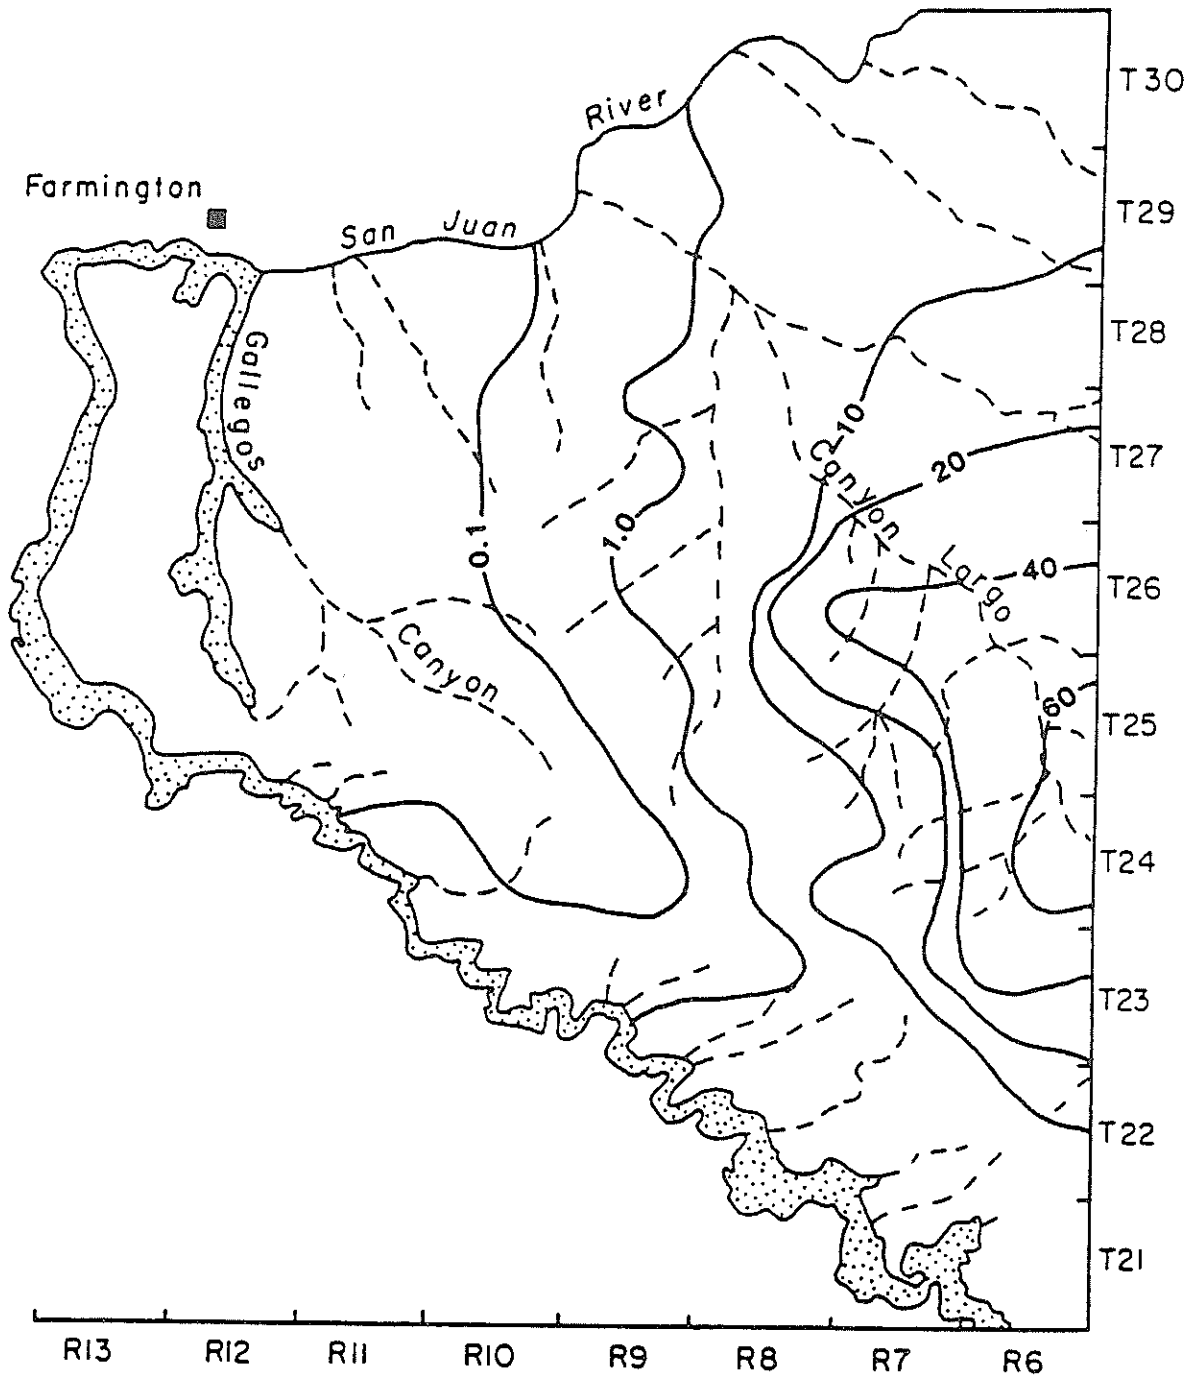 T30
River
Farmington
T29
San Juan
T28
Gallegos
10
T27
Canyon
20
0.1
1.0
Largo
40
T26
Canyon
60
T25
T24
T23
T22
T21
R13 R12 R11 R10 R9 R8 R7 R6